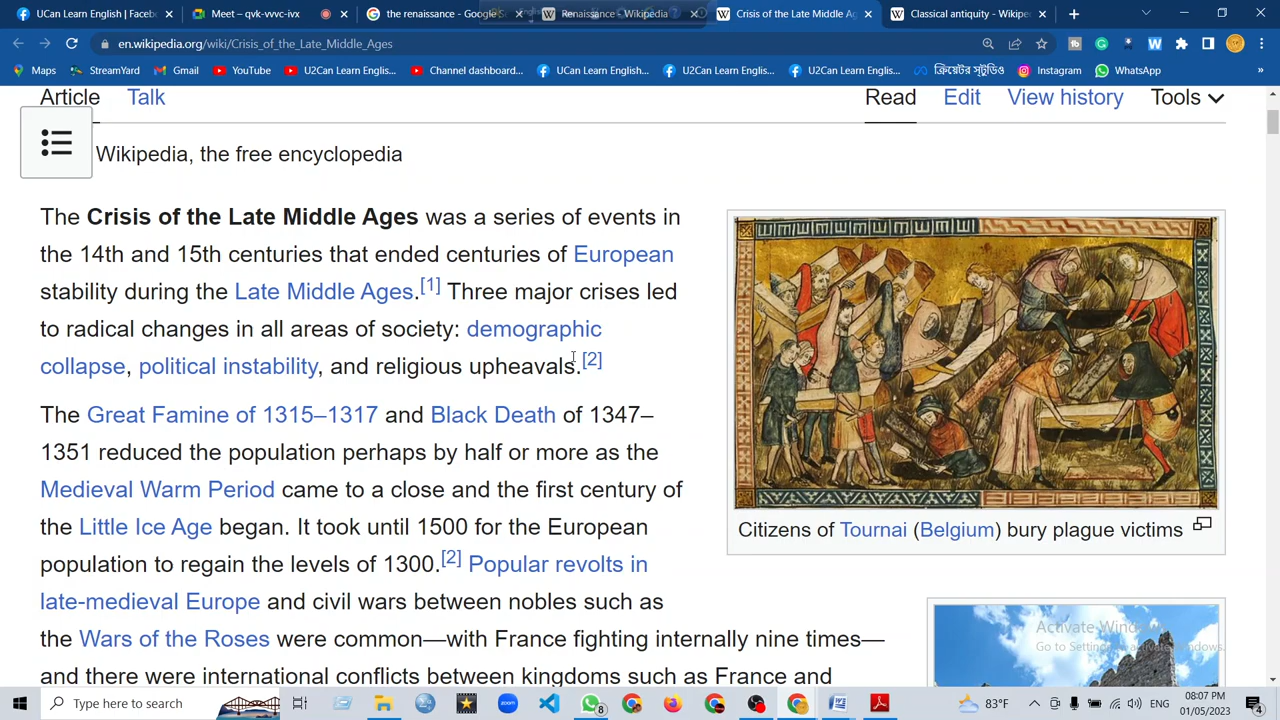 UCan Learn English | Facebo
Meet – qvk-vvvc-ivx
the renaissance - Google S
Renaissance - Wikipedia
Crisis of the Late Middle Ag
Classical antiquity - Wikipe
en.wikipedia.org/wiki/Crisis_of_the_Late_Middle_Ages
Maps
StreamYard
Gmail
YouTube
U2Can Learn Englis...
Channel dashboard...
UCan Learn English...
U2Can Learn Englis...
U2Can Learn Englis...
ক্রিয়েটর স্টুডিও
Instagram
WhatsApp
»
Article Talk
Read Edit View history Tools
Wikipedia, the free encyclopedia
The Crisis of the Late Middle Ages was a series of events in
the 14th and 15th centuries that ended centuries of European
stability during the Late Middle Ages.[1] Three major crises led
to radical changes in all areas of society: demographic
collapse, political instability, and religious upheavals.[2]
The Great Famine of 1315–1317 and Black Death of 1347–
1351 reduced the population perhaps by half or more as the
Medieval Warm Period came to a close and the first century of
the Little Ice Age began. It took until 1500 for the European
population to regain the levels of 1300.[2] Popular revolts in
late-medieval Europe and civil wars between nobles such as
the Wars of the Roses were common—with France fighting internally nine times—
and there were international conflicts between kingdoms such as France and
Citizens of Tournai (Belgium) bury plague victims
Activate Windows
Go to Settings to activate Windows.
Type here to search
8
83°F
ENG
08:07 PM
01/05/2023
4